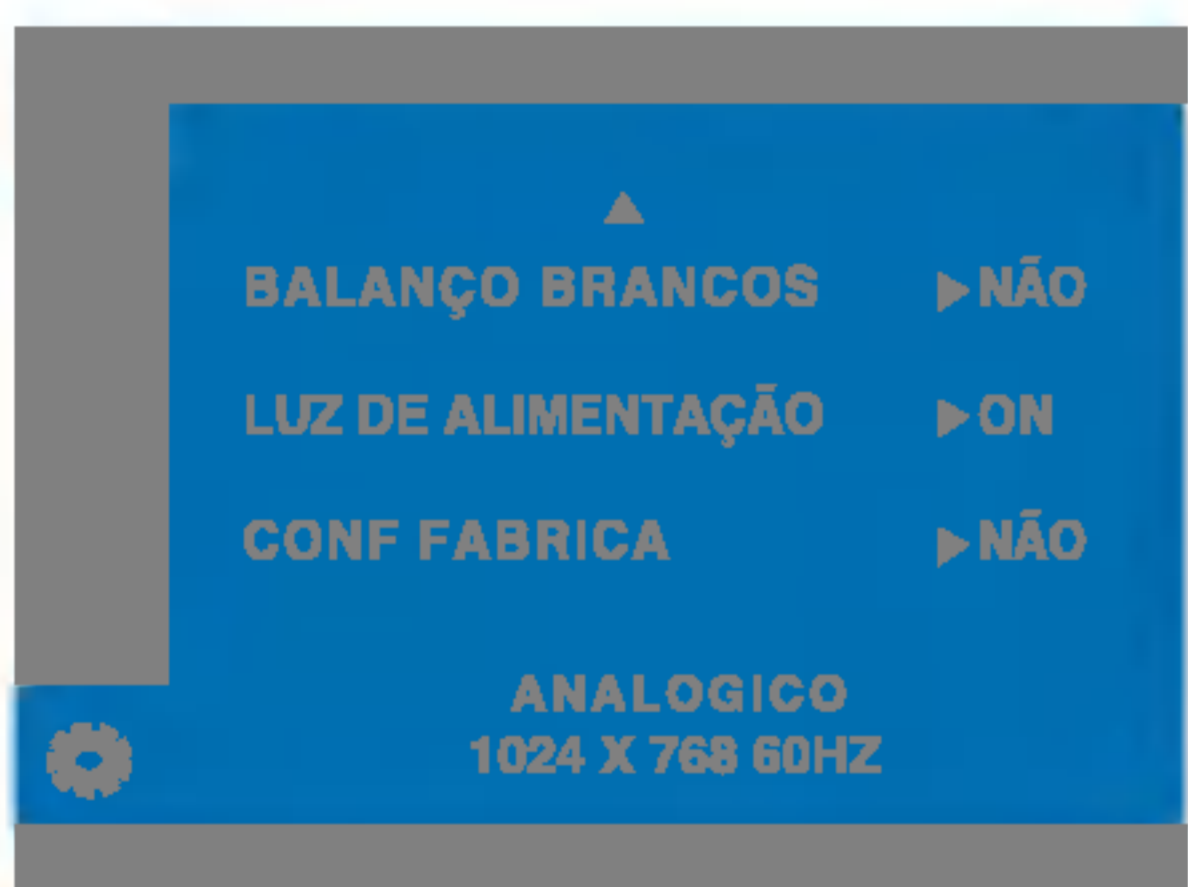 BALANÇO BRANCOS ▶NÃO
LUZ DE ALIMENTAÇÃO ▶ON
CONF FABRICA ▶NÃO
ANALOGICO
1024 X 768 60HZ